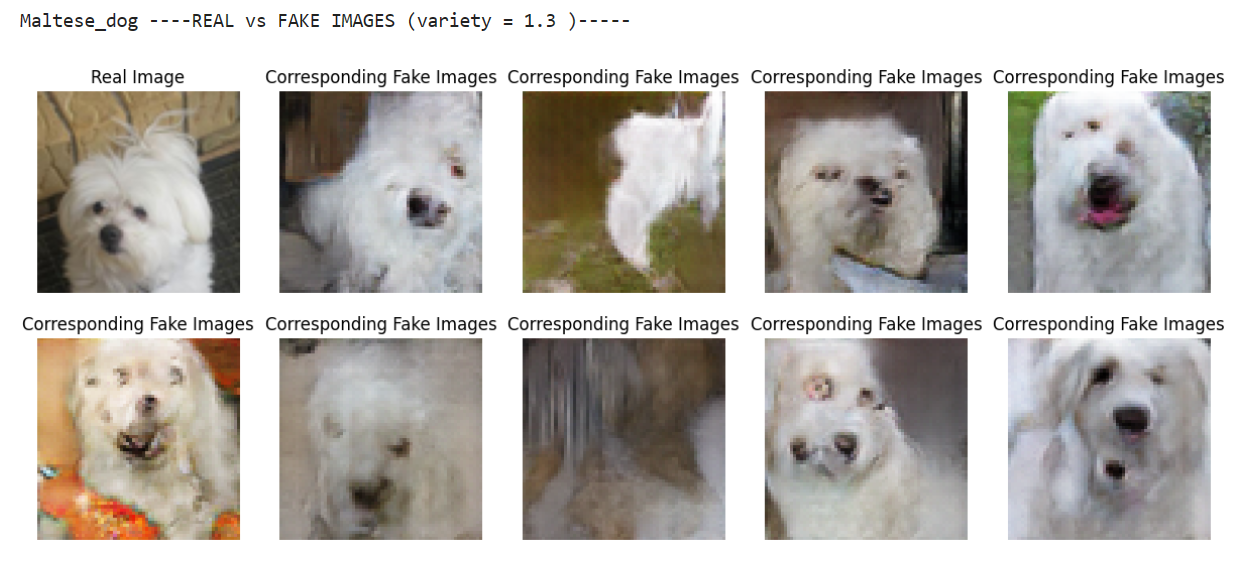 Maltese_dog ----REAL vs FAKE IMAGES (variety = 1.3 )-----
Real Image
Corresponding Fake Images
Corresponding Fake Images
Corresponding Fake Images
Corresponding Fake Images
Corresponding Fake Images
Corresponding Fake Images
Corresponding Fake Images
Corresponding Fake Images
Corresponding Fake Images